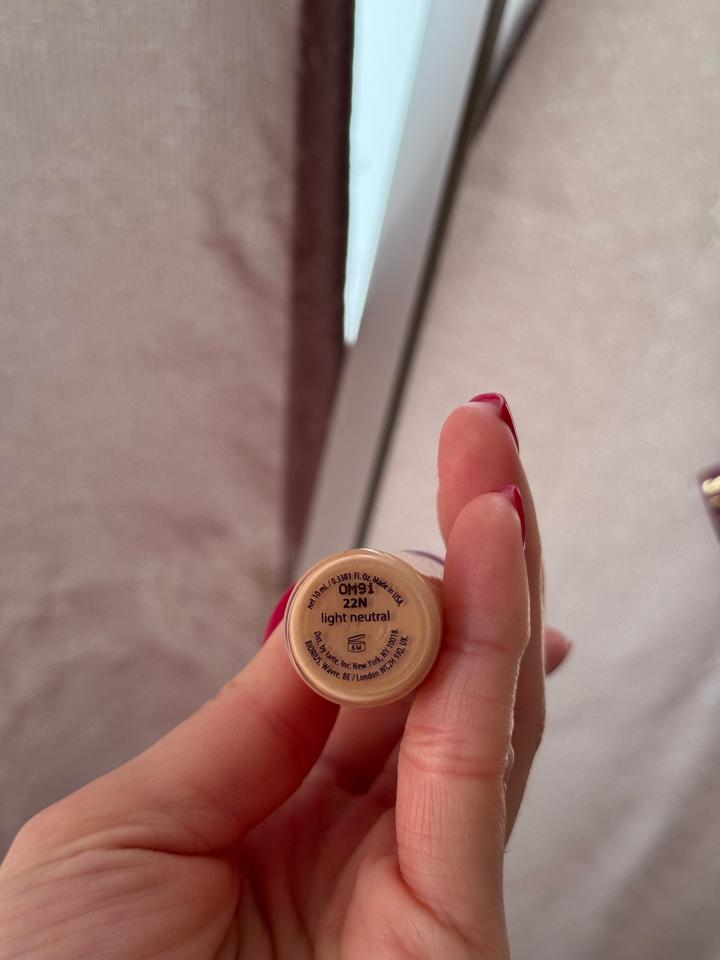 net 10 mL / 0.3381 Fl. Oz. Made in USA.
OM91
22N
light neutral
6M
Dist. by tarte, inc. New York, NY 10018.
BIORIUS, Wavre, BE / London WC2H 9JQ, UK.